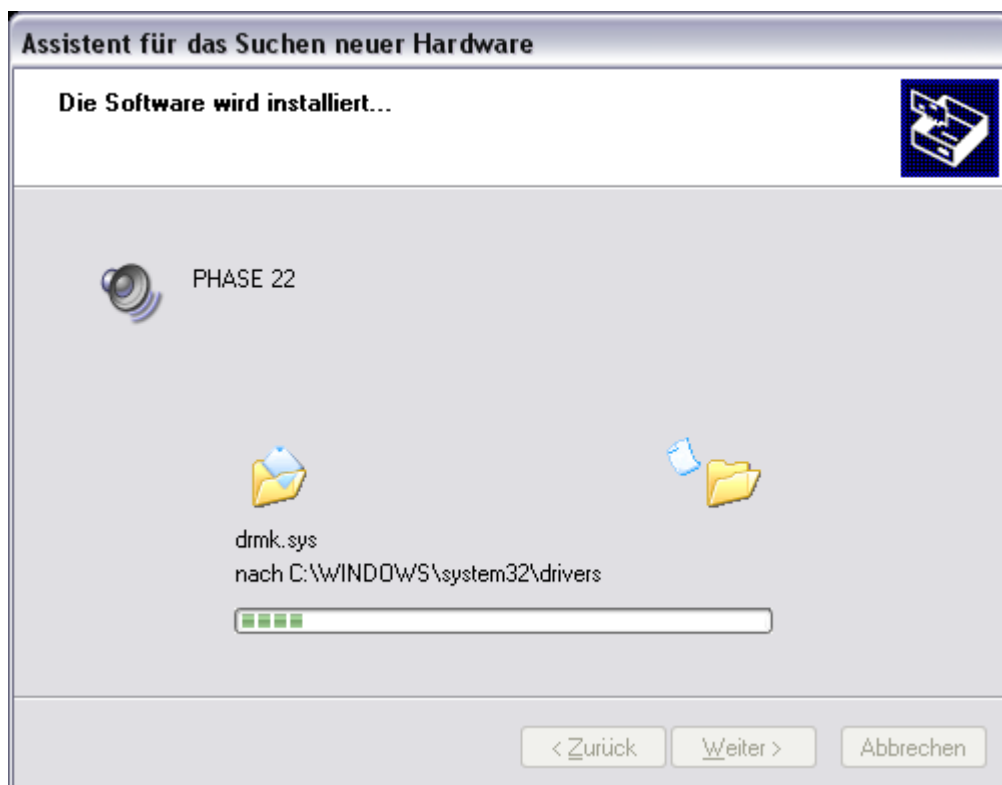 Assistent für das Suchen neuer Hardware
Die Software wird installiert...
PHASE 22
drmk.sys
nach C:\WINDOWS\system32\drivers
< Zurück
Weiter >
Abbrechen